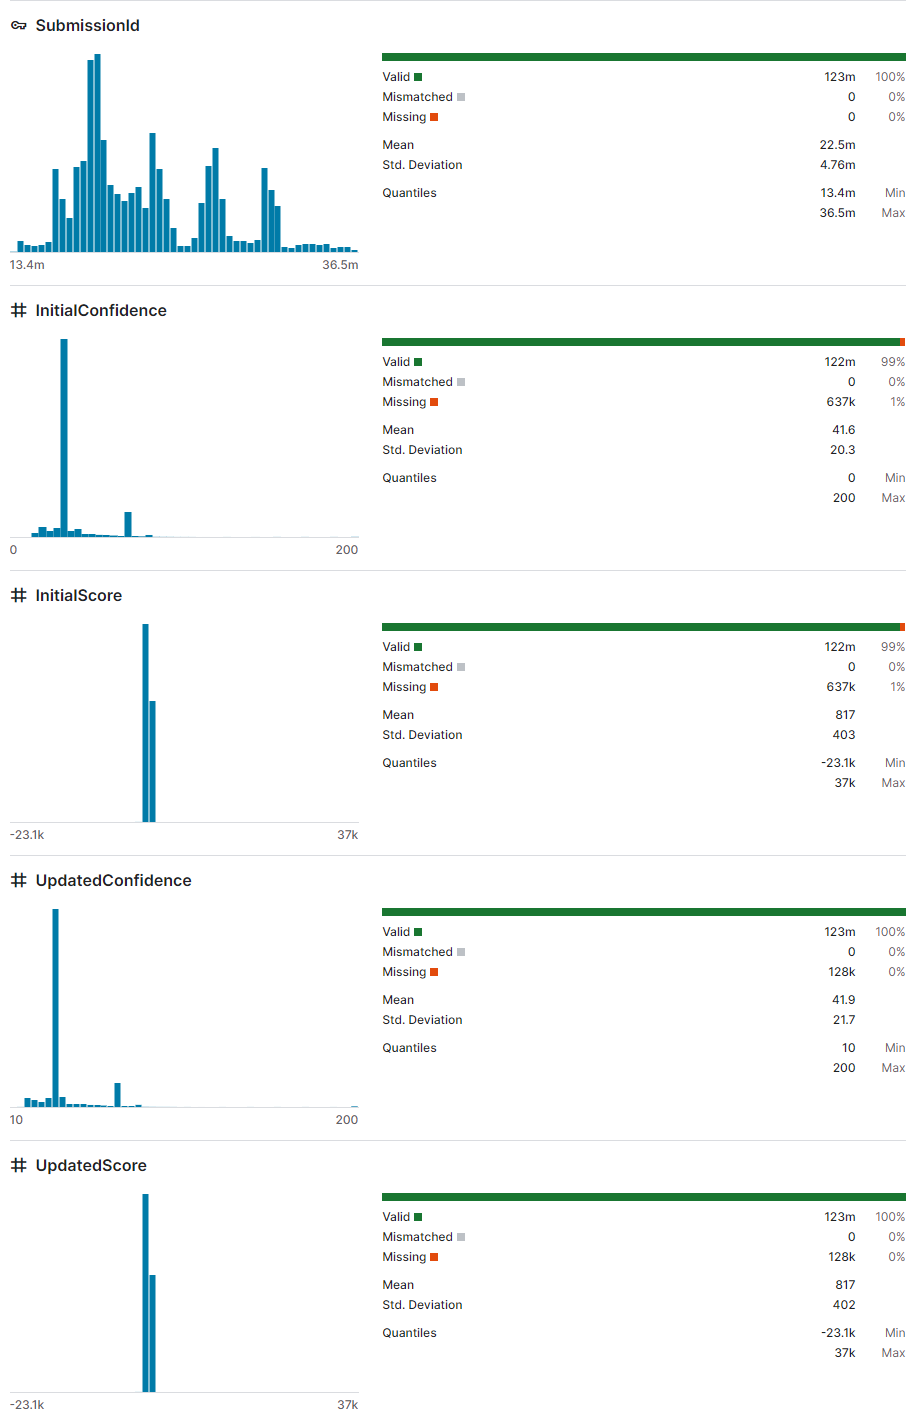 SubmissionId
Valid 123m 100%
Mismatched 0 0%
Missing 0 0%
Mean 22.5m
Std. Deviation 4.76m
Quantiles 13.4m Min
36.5m Max
13.4m 36.5m
InitialConfidence
Valid 122m 99%
Mismatched 0 0%
Missing 637k 1%
Mean 41.6
Std. Deviation 20.3
Quantiles 0 Min
200 Max
0 200
InitialScore
Valid 122m 99%
Mismatched 0 0%
Missing 637k 1%
Mean 817
Std. Deviation 403
Quantiles -23.1k Min
37k Max
-23.1k 37k
UpdatedConfidence
Valid 123m 100%
Mismatched 0 0%
Missing 128k 0%
Mean 41.9
Std. Deviation 21.7
Quantiles 10 Min
200 Max
10 200
UpdatedScore
Valid 123m 100%
Mismatched 0 0%
Missing 128k 0%
Mean 817
Std. Deviation 402
Quantiles -23.1k Min
37k Max
-23.1k 37k